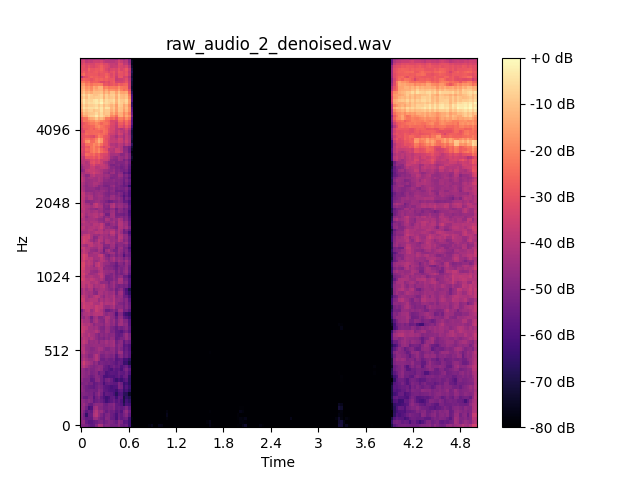 raw_audio_2_denoised.wav
Hz
4096
2048
1024
512
0
0 0.6 1.2 1.8 2.4 3 3.6 4.2 4.8
Time
+0 dB
-10 dB
-20 dB
-30 dB
-40 dB
-50 dB
-60 dB
-70 dB
-80 dB